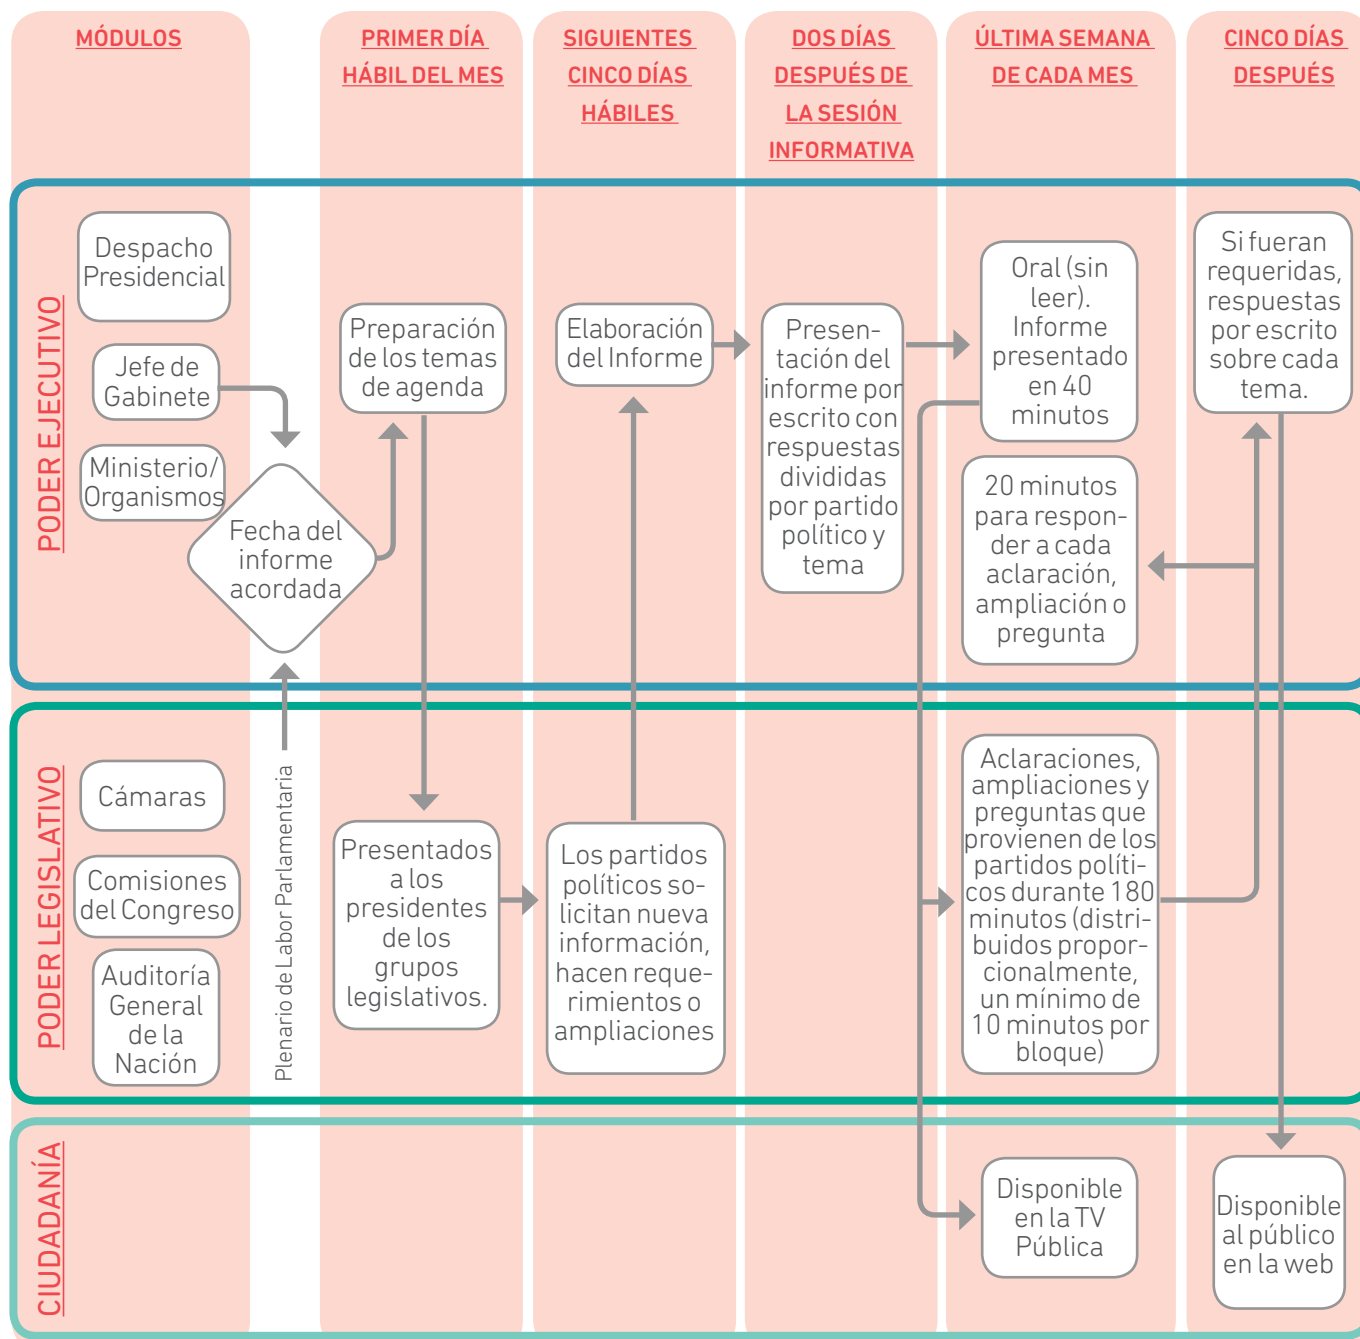 MÓDULOS
PRIMER DÍA
HÁBIL DEL MES
SIGUIENTES
CINCO DÍAS
HÁBILES
DOS DÍAS
DESPUÉS DE
LA SESIÓN
INFORMATIVA
ÚLTIMA SEMANA
DE CADA MES
CINCO DÍAS
DESPUÉS
PODER EJECUTIVO
Despacho
Presidencial
Jefe de
Gabinete
Ministerio/
Organismos
Fecha del
informe
acordada
Preparación
de los temas
de agenda
Elaboración
del Informe
Presen-
tación del
informe por
escrito con
respuestas
divididas
por partido
político y
tema
Oral (sin
leer).
Informe
presentado
en 40
minutos
20 minutos
para respon-
der a cada
aclaración,
ampliación o
pregunta
Si fueran
requeridas,
respuestas
por escrito
sobre cada
tema.
PODER LEGISLATIVO
Cámaras
Comisiones
del Congreso
Auditoría
General
de la
Nación
Plenario de Labor Parlamentaria
Presentados
a los
presidentes
de los
grupos
legislativos.
Los partidos
políticos so-
licitan nueva
información,
hacen reque-
rimientos o
ampliaciones
Aclaraciones,
ampliaciones y
preguntas que
provienen de los
partidos políti-
cos durante 180
minutos (distri-
buidos propor-
cionalmente,
un mínimo de
10 minutos por
bloque)
CIUDADANÍA
Disponible
en la TV
Pública
Disponible
al público
en la web